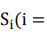 Sᵢ(i =